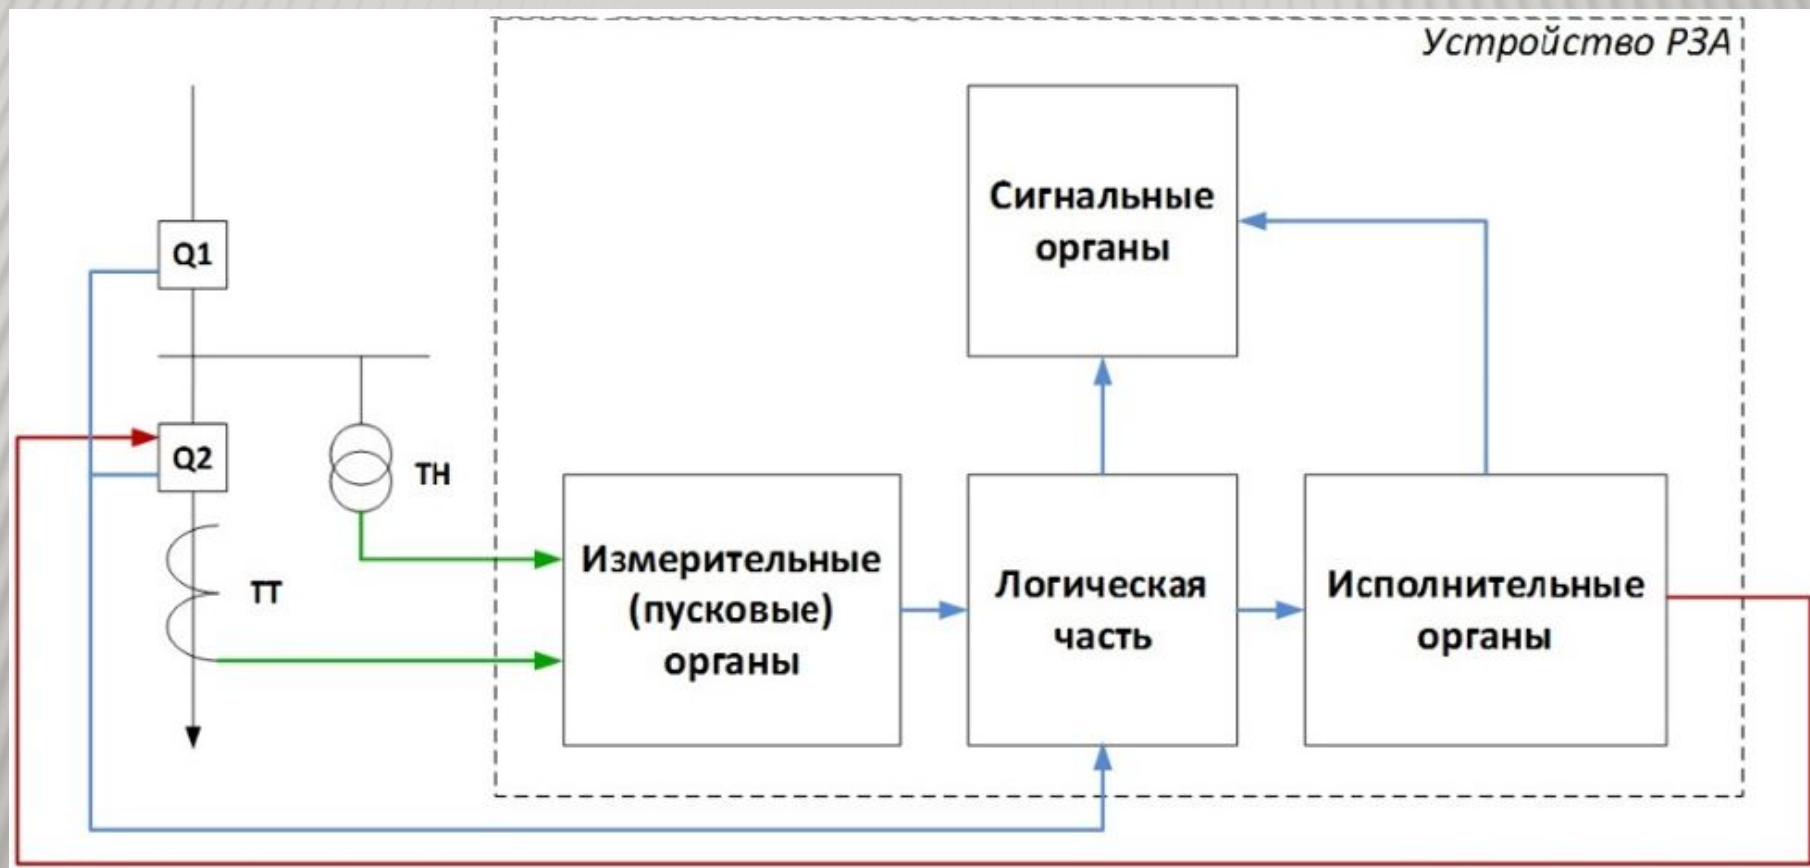 Устройство РЗА
Сигнальные
органы
Q1
Q2
ТН
ТТ
Измерительные
(пусковые)
органы
Логическая
часть
Исполнительные
органы